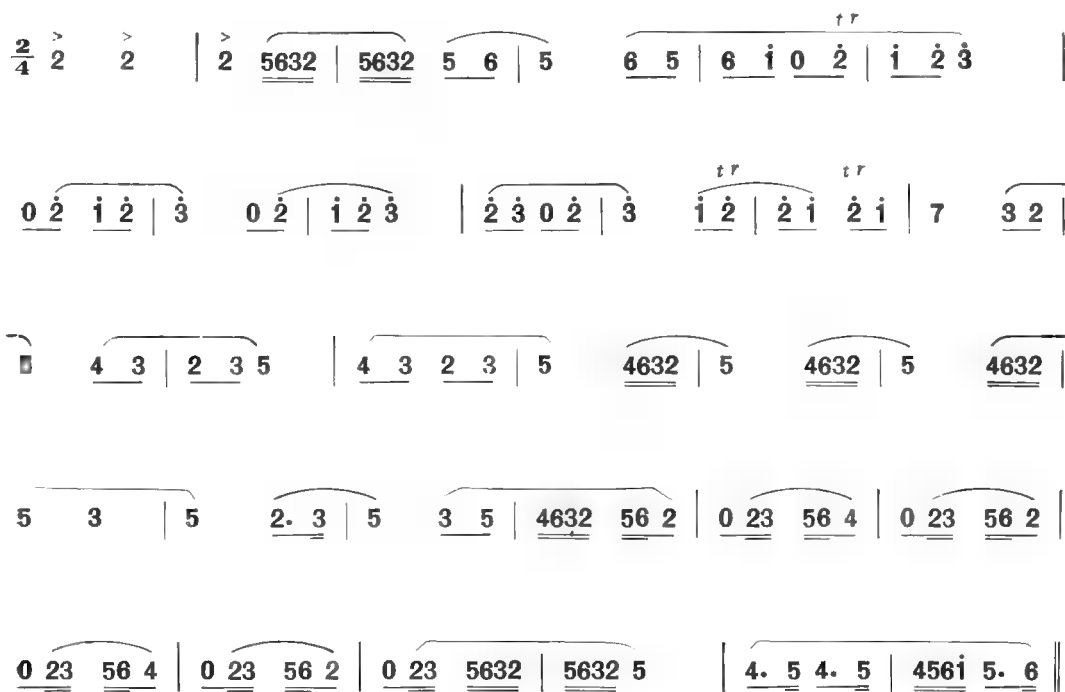 2/4 2 2 | 2 5632 | 5632 5 6 | 5 6 5 | 6 i̇ 0 2̇ | i̇ 2̇ 3̇ |
tr
0 2̇ i̇ 2̇ | 3̇ 0 2̇ | i̇ 2̇ 3̇ | 2̇ 3̇ 0 2̇ | 3̇ i̇ 2̇ | 2̇ i̇ 2̇ i̇ | 7 3 2 |
tr tr
4 3 | 2 3 5 | 4 3 2 3 | 5 4632 | 5 4632 | 5 4632 |
5 3 | 5 2· 3 | 5 3 5 | 4632 56 2 | 0 23 56 4 | 0 23 56 2 |
0 23 56 4 | 0 23 56 2 | 0 23 5632 | 5632 5 | 4· 5 4· 5 | 456i̇ 5· 6 ‖